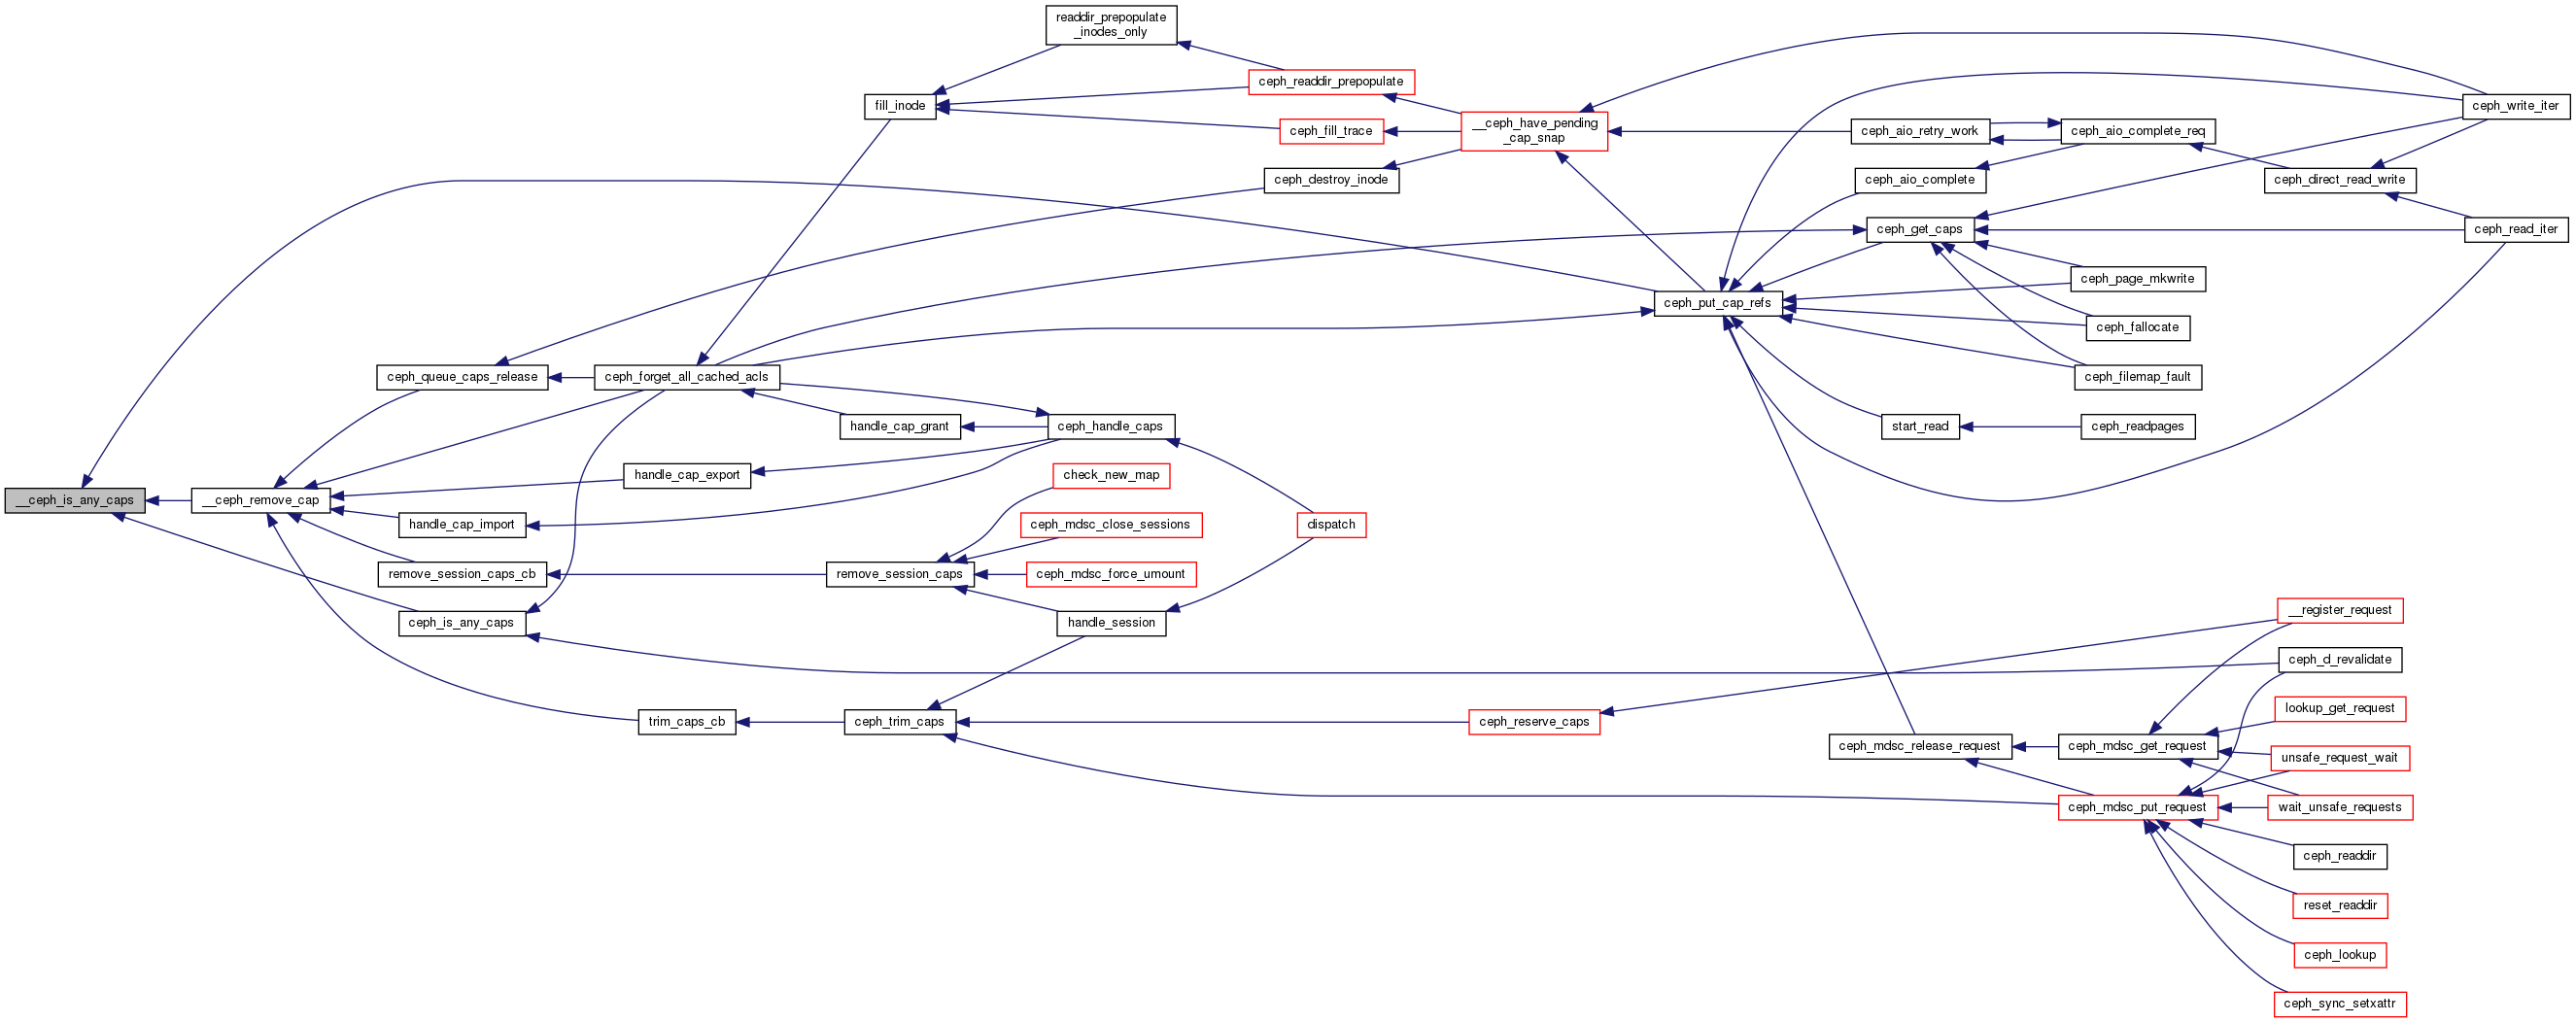 readdir_prepopulate
_inodes_only
ceph_readdir_prepopulate
fill_inode
ceph_write_iter
__ceph_have_pending
_cap_snap
ceph_fill_trace
ceph_aio_retry_work
ceph_aio_complete_req
ceph_destroy_inode
ceph_aio_complete
ceph_direct_read_write
ceph_get_caps
ceph_read_iter
ceph_page_mkwrite
ceph_put_cap_refs
ceph_fallocate
ceph_queue_caps_release
ceph_forget_all_cached_acls
ceph_filemap_fault
handle_cap_grant
ceph_handle_caps
start_read
ceph_readpages
handle_cap_export
check_new_map
__ceph_is_any_caps
__ceph_remove_cap
handle_cap_import
ceph_mdsc_close_sessions
dispatch
remove_session_caps_cb
remove_session_caps
ceph_mdsc_force_umount
ceph_is_any_caps
handle_session
__register_request
ceph_d_revalidate
trim_caps_cb
ceph_trim_caps
ceph_reserve_caps
lookup_get_request
ceph_mdsc_release_request
ceph_mdsc_get_request
unsafe_request_wait
ceph_mdsc_put_request
wait_unsafe_requests
ceph_readdir
reset_readdir
ceph_lookup
ceph_sync_setxattr